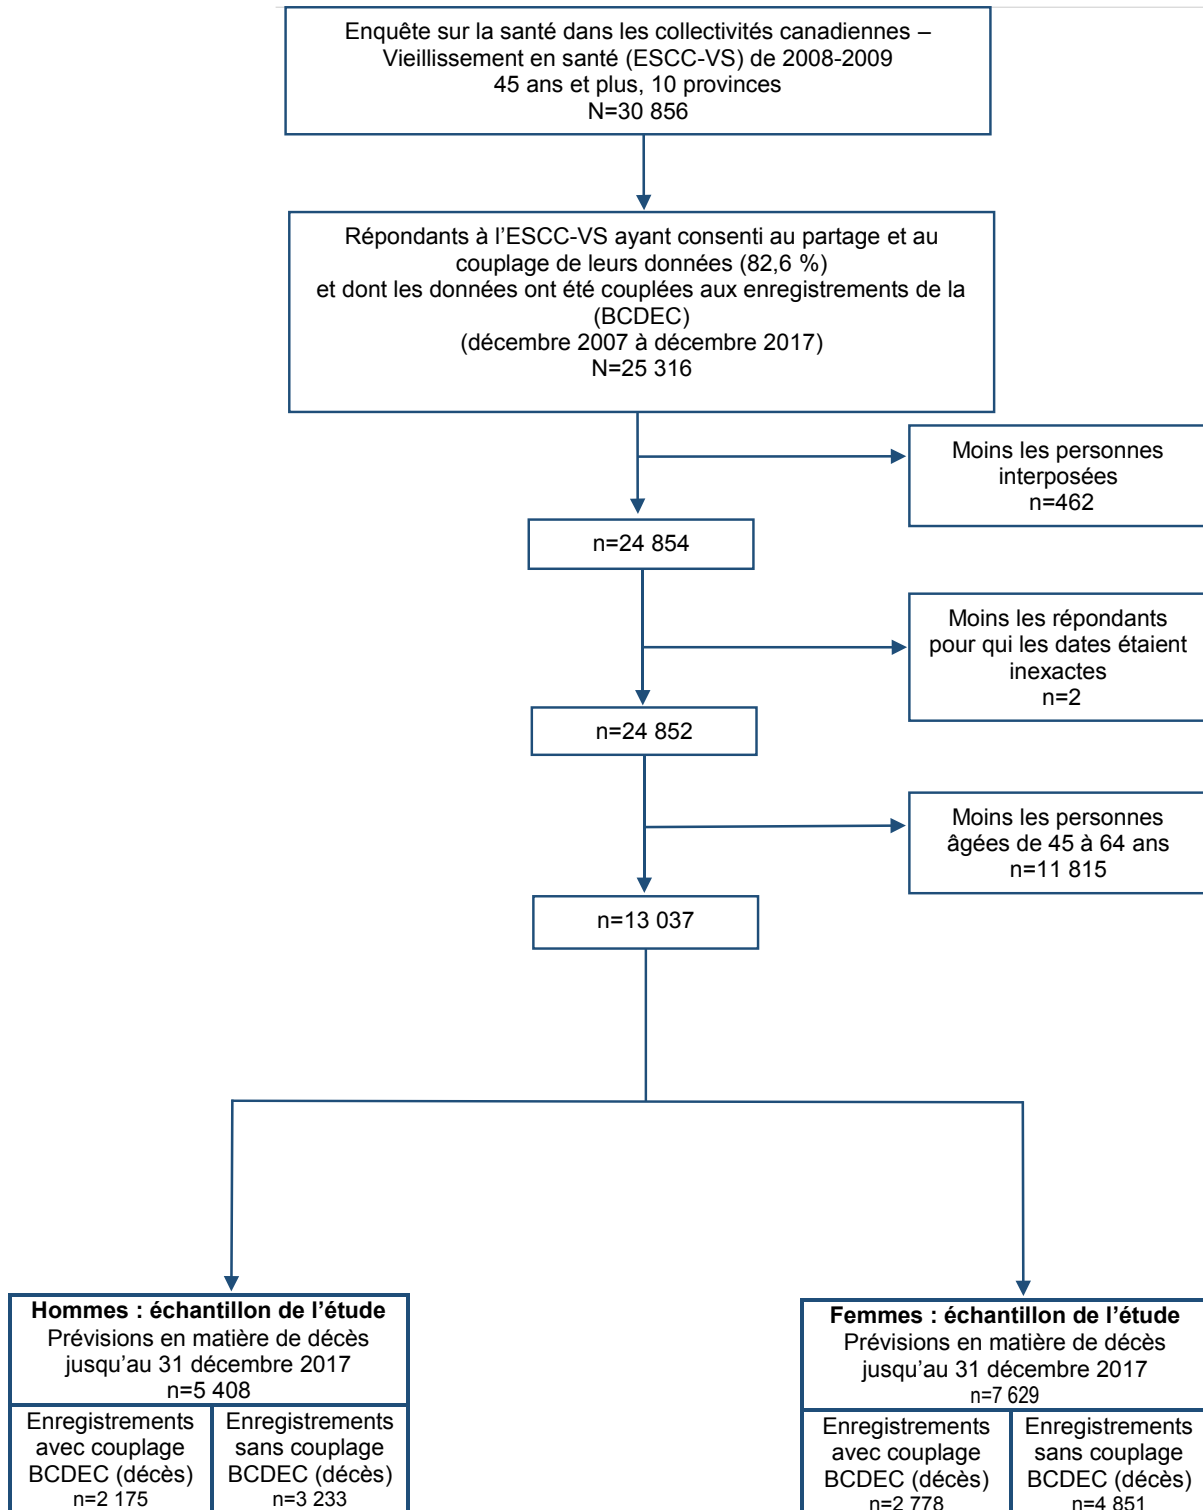 Enquête sur la santé dans les collectivités canadiennes –
Vieillissement en santé (ESCC-VS) de 2008-2009
45 ans et plus, 10 provinces
N=30 856
Répondants à l’ESCC-VS ayant consenti au partage et au
couplage de leurs données (82,6 %)
et dont les données ont été couplées aux enregistrements de la
(BCDEC)
(décembre 2007 à décembre 2017)
N=25 316
Moins les personnes
interposées
n=462
n=24 854
Moins les répondants
pour qui les dates étaient
inexactes
n=2
n=24 852
Moins les personnes
âgées de 45 à 64 ans
n=11 815
n=13 037
Hommes : échantillon de l’étude
Prévisions en matière de décès
jusqu’au 31 décembre 2017
n=5 408
Enregistrements
avec couplage
BCDEC (décès)
n=2 175
Enregistrements
sans couplage
BCDEC (décès)
n=3 233
Femmes : échantillon de l’étude
Prévisions en matière de décès
jusqu’au 31 décembre 2017
n=7 629
Enregistrements
avec couplage
BCDEC (décès)
n=2 778
Enregistrements
sans couplage
BCDEC (décès)
n=4 851